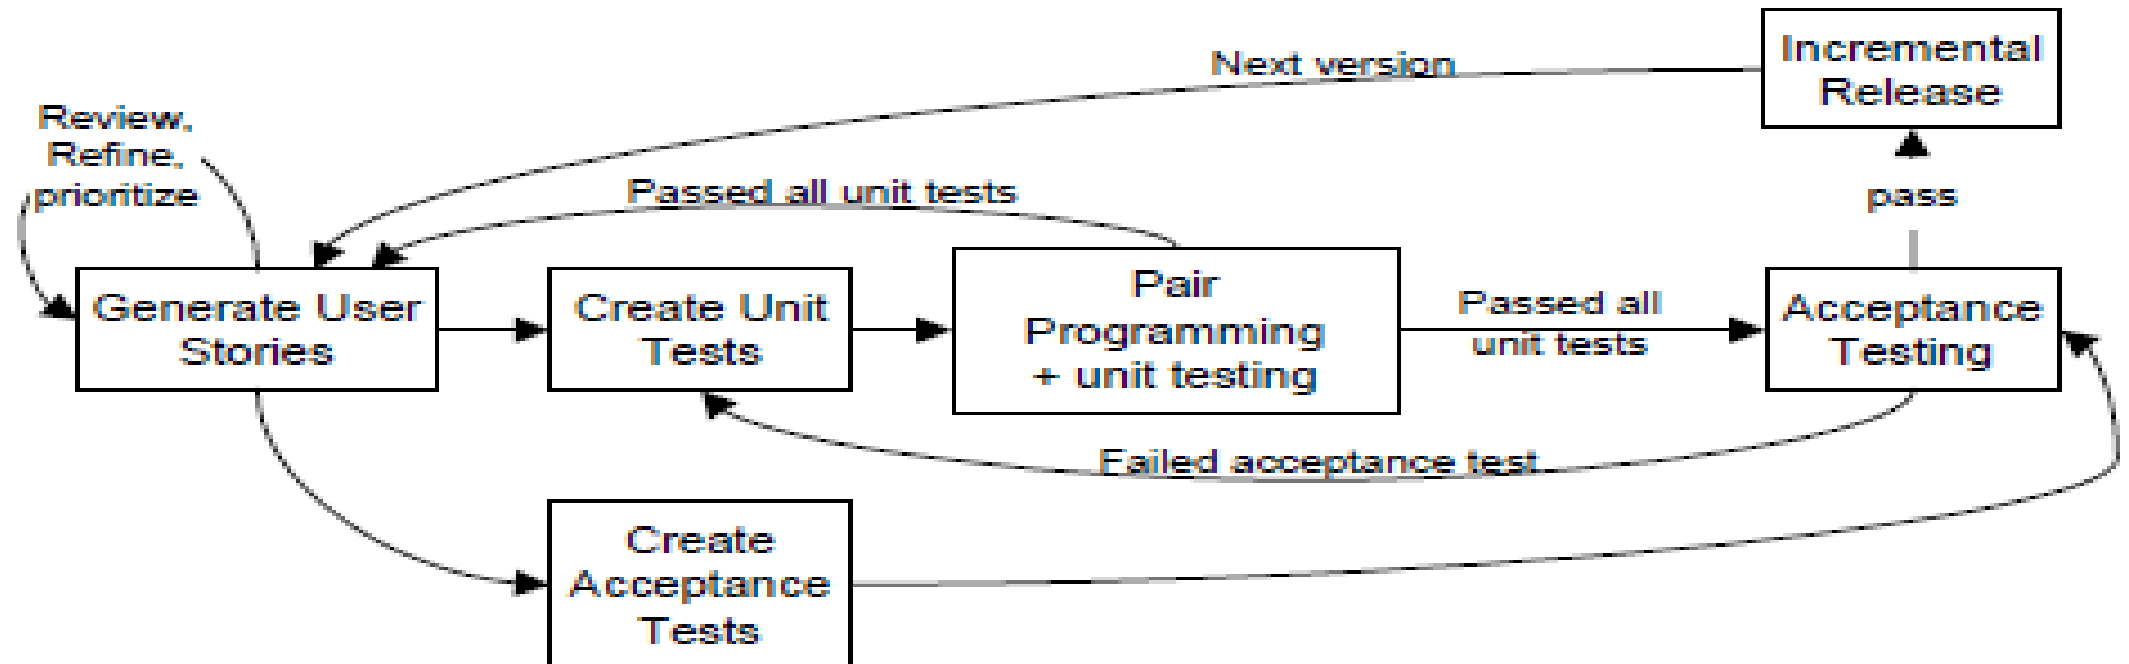 Incremental
Release
Next version
Review,
Refine,
prioritize
Passed all unit tests
pass
Generate User
Stories
Create Unit
Tests
Pair
Programming
+ unit testing
Passed all
unit tests
Acceptance
Testing
Failed acceptance test
Create
Acceptance
Tests